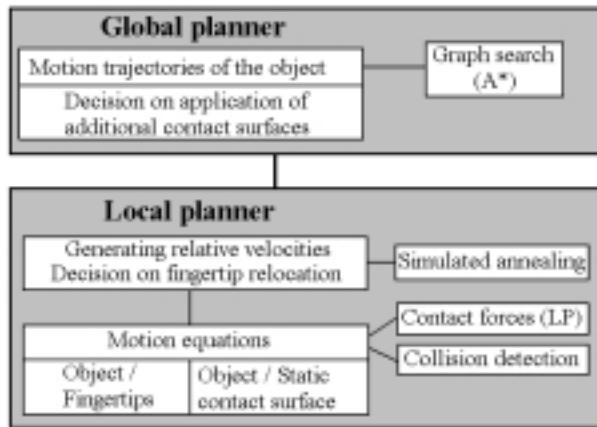 Global planner
Motion trajectories of the object
Graph search
(A*)
Decision on application of
additional contact surfaces
Local planner
Generating relative velocities
Decision on fingertip relocation
Simulated annealing
Motion equations
Contact forces (LP)
Collision detection
Object /
Fingertips
Object / Static
contact surface